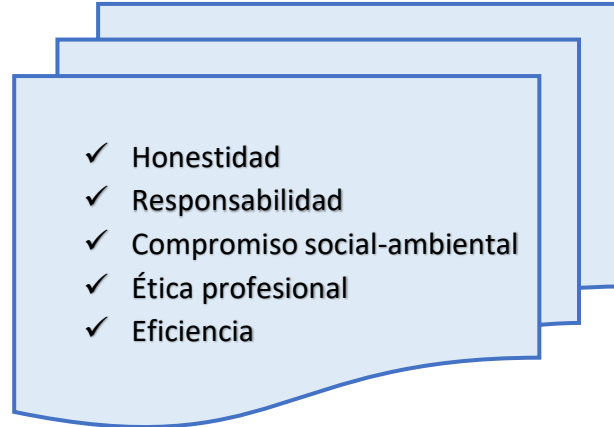 ✓ Honestidad
✓ Responsabilidad
✓ Compromiso social-ambiental
✓ Ética profesional
✓ Eficiencia